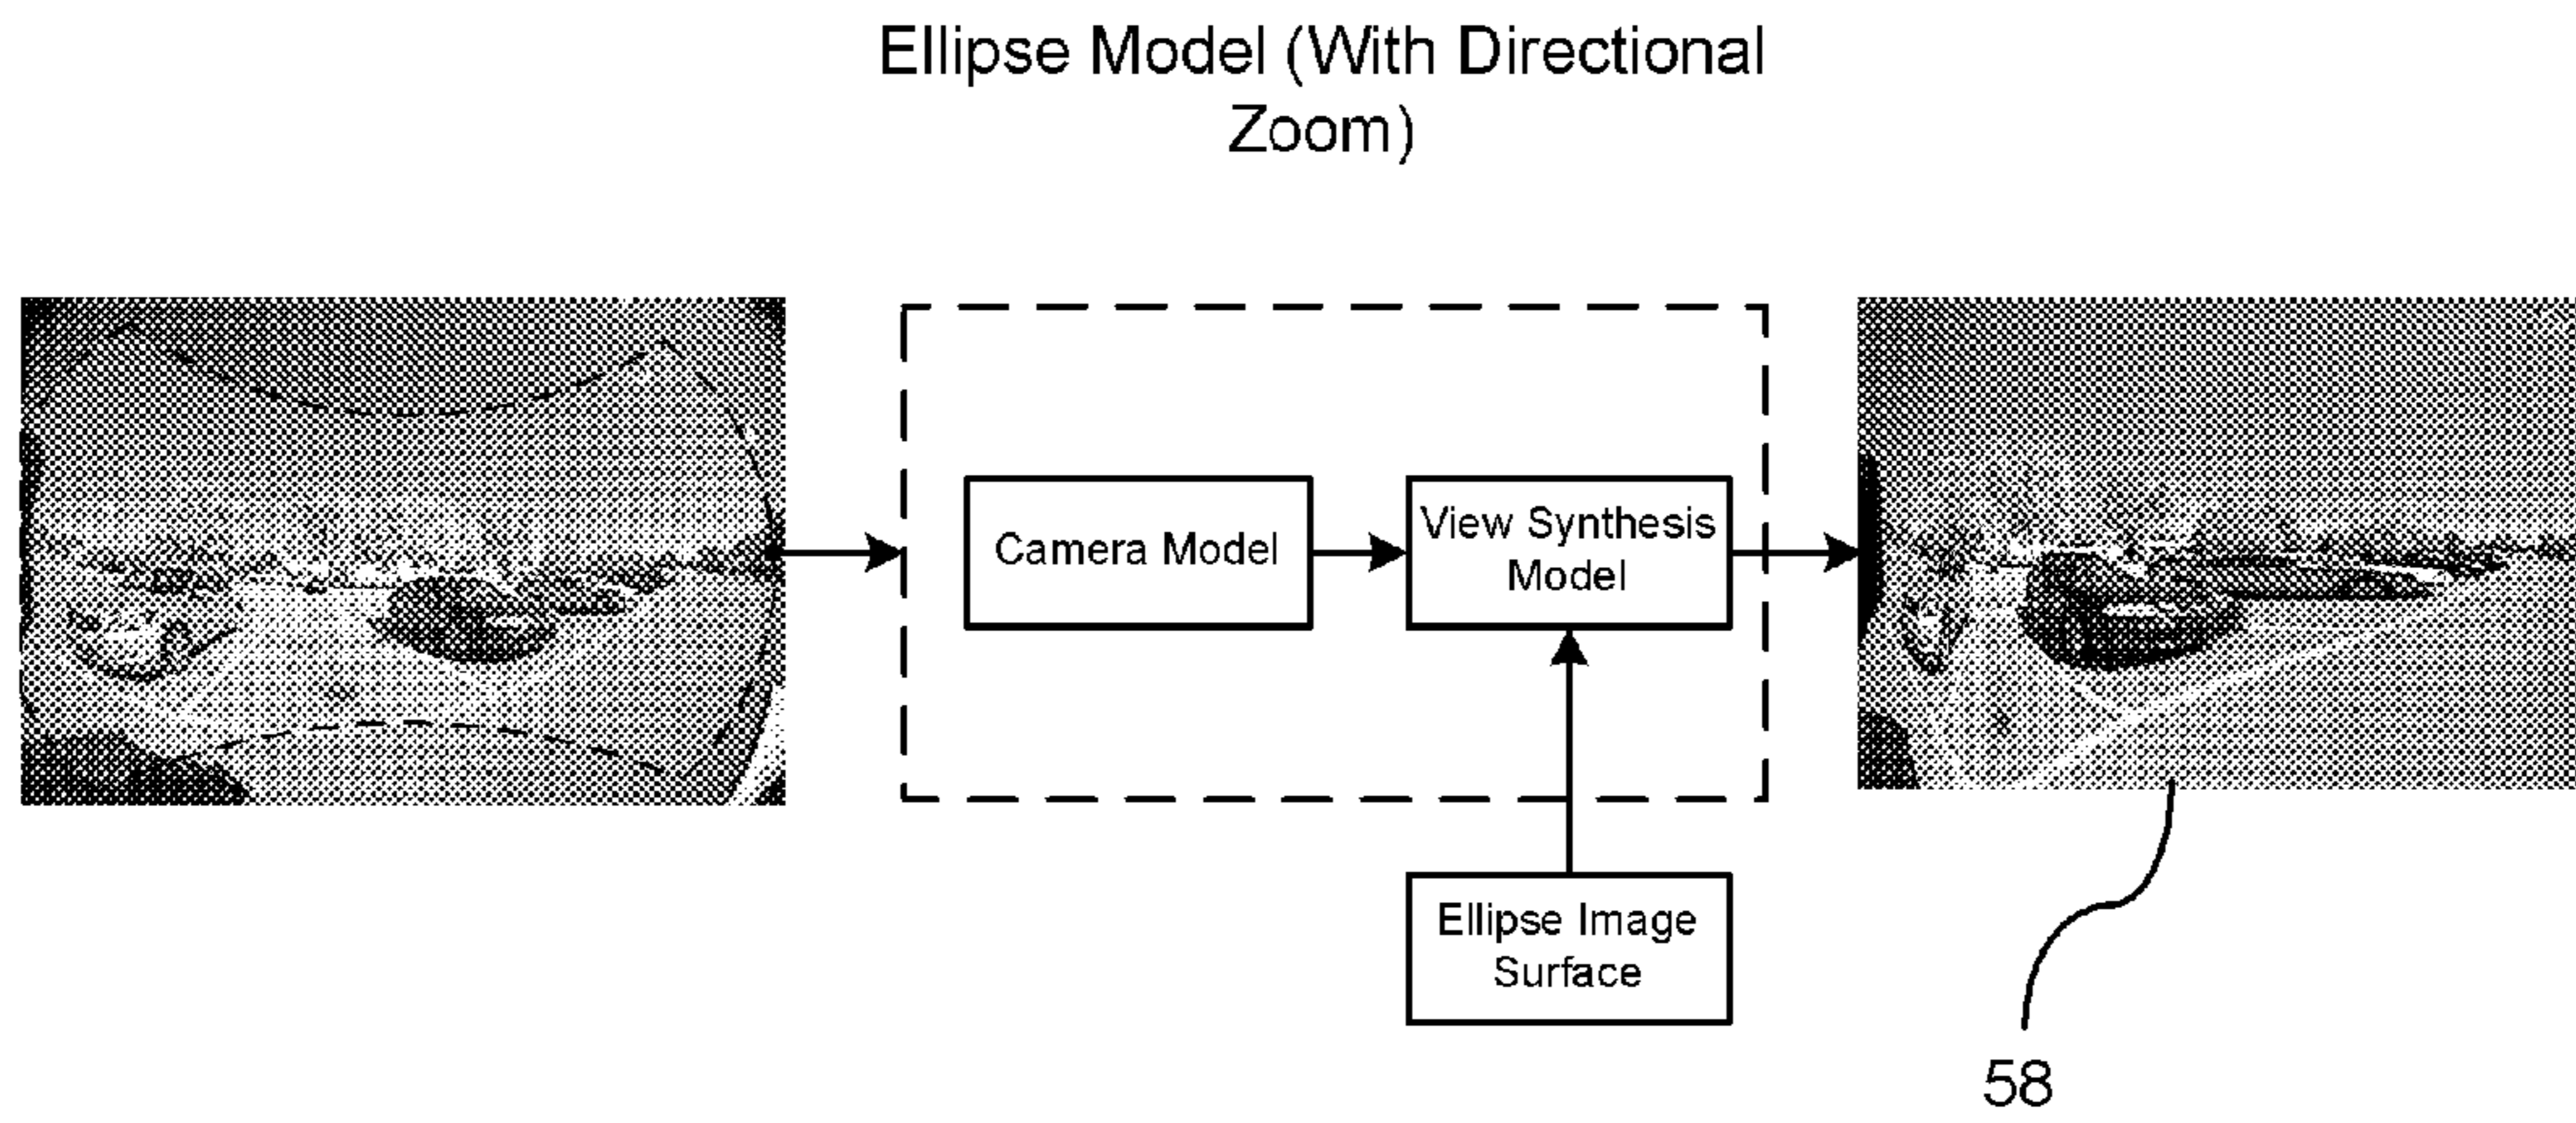 Ellipse Model (With Directional
Zoom)
Camera Model
View Synthesis
Model
Ellipse Image
Surface
58